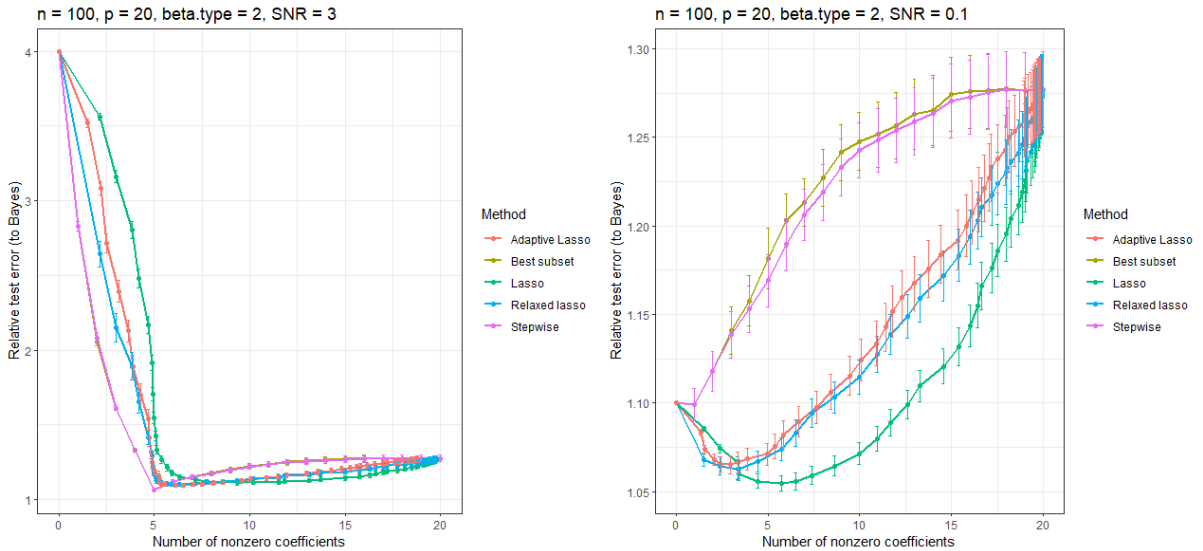 n = 100, p = 20, beta.type = 2, SNR = 3
Relative test error (to Bayes)
4
3
2
1
0
5
10
15
20
Number of nonzero coefficients
Method
Adaptive Lasso
Best subset
Lasso
Relaxed lasso
Stepwise
n = 100, p = 20, beta.type = 2, SNR = 0.1
Relative test error (to Bayes)
1.30
1.25
1.20
1.15
1.10
1.05
0
5
10
15
20
Number of nonzero coefficients
Method
Adaptive Lasso
Best subset
Lasso
Relaxed lasso
Stepwise